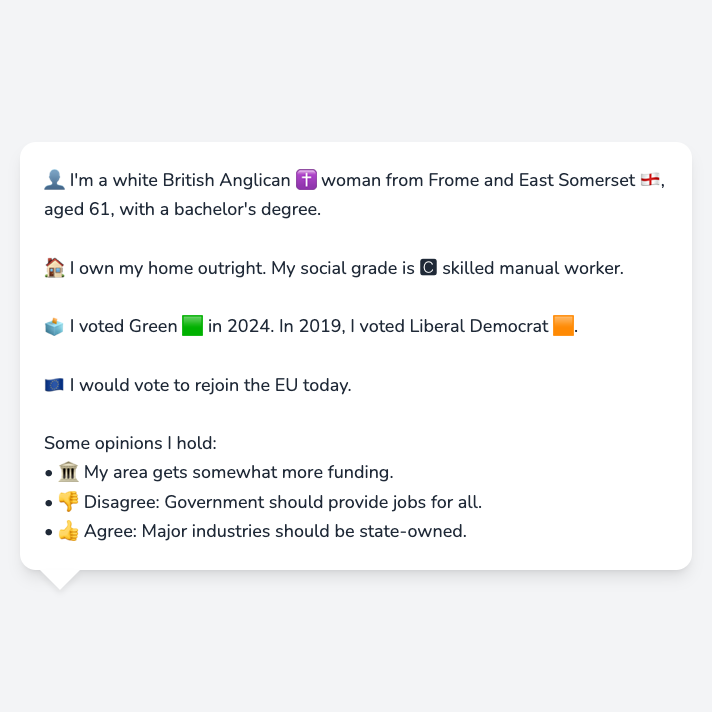 👤 I'm a white British Anglican ✝️ woman from Frome and East Somerset 🏴󠁧󠁢󠁥󠁮󠁧󠁿,
aged 61, with a bachelor's degree.
🏠 I own my home outright. My social grade is 🅲 skilled manual worker.
🗳️ I voted Green 🟩 in 2024. In 2019, I voted Liberal Democrat 🟧.
🇪🇺 I would vote to rejoin the EU today.
Some opinions I hold:
• 🏛️ My area gets somewhat more funding.
• 👎 Disagree: Government should provide jobs for all.
• 👍 Agree: Major industries should be state-owned.